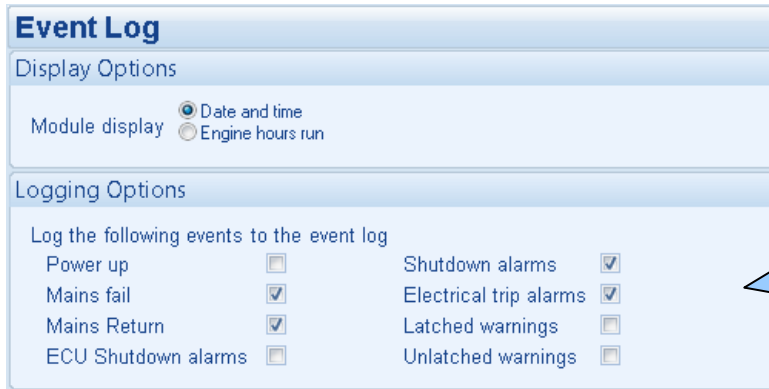 Event Log
Display Options
Module display
Date and time
Engine hours run
Logging Options
Log the following events to the event log
Power up
Shutdown alarms
Mains fail
Electrical trip alarms
Mains Return
Latched warnings
ECU Shutdown alarms
Unlatched warnings